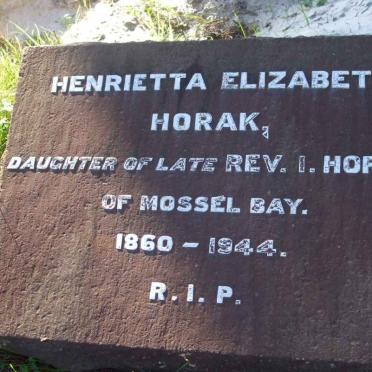 HENRIETTA ELIZABET
HORAK,
DAUGHTER OF LATE REV. I. HOR
OF MOSSEL BAY.
1860 – 1944.
R.I.P.